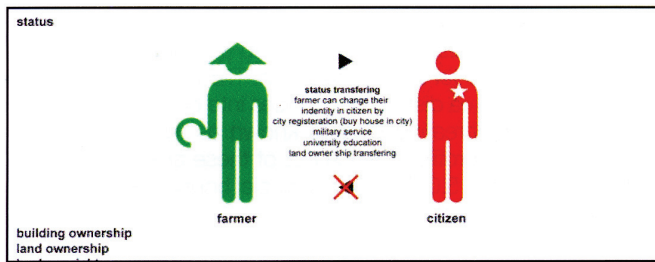 status
status transfering
farmer can change their
indentity in citizen by
city registeration (buy house in city)
military service
university education
land owner ship transfering
farmer
citizen
building ownership
land ownership